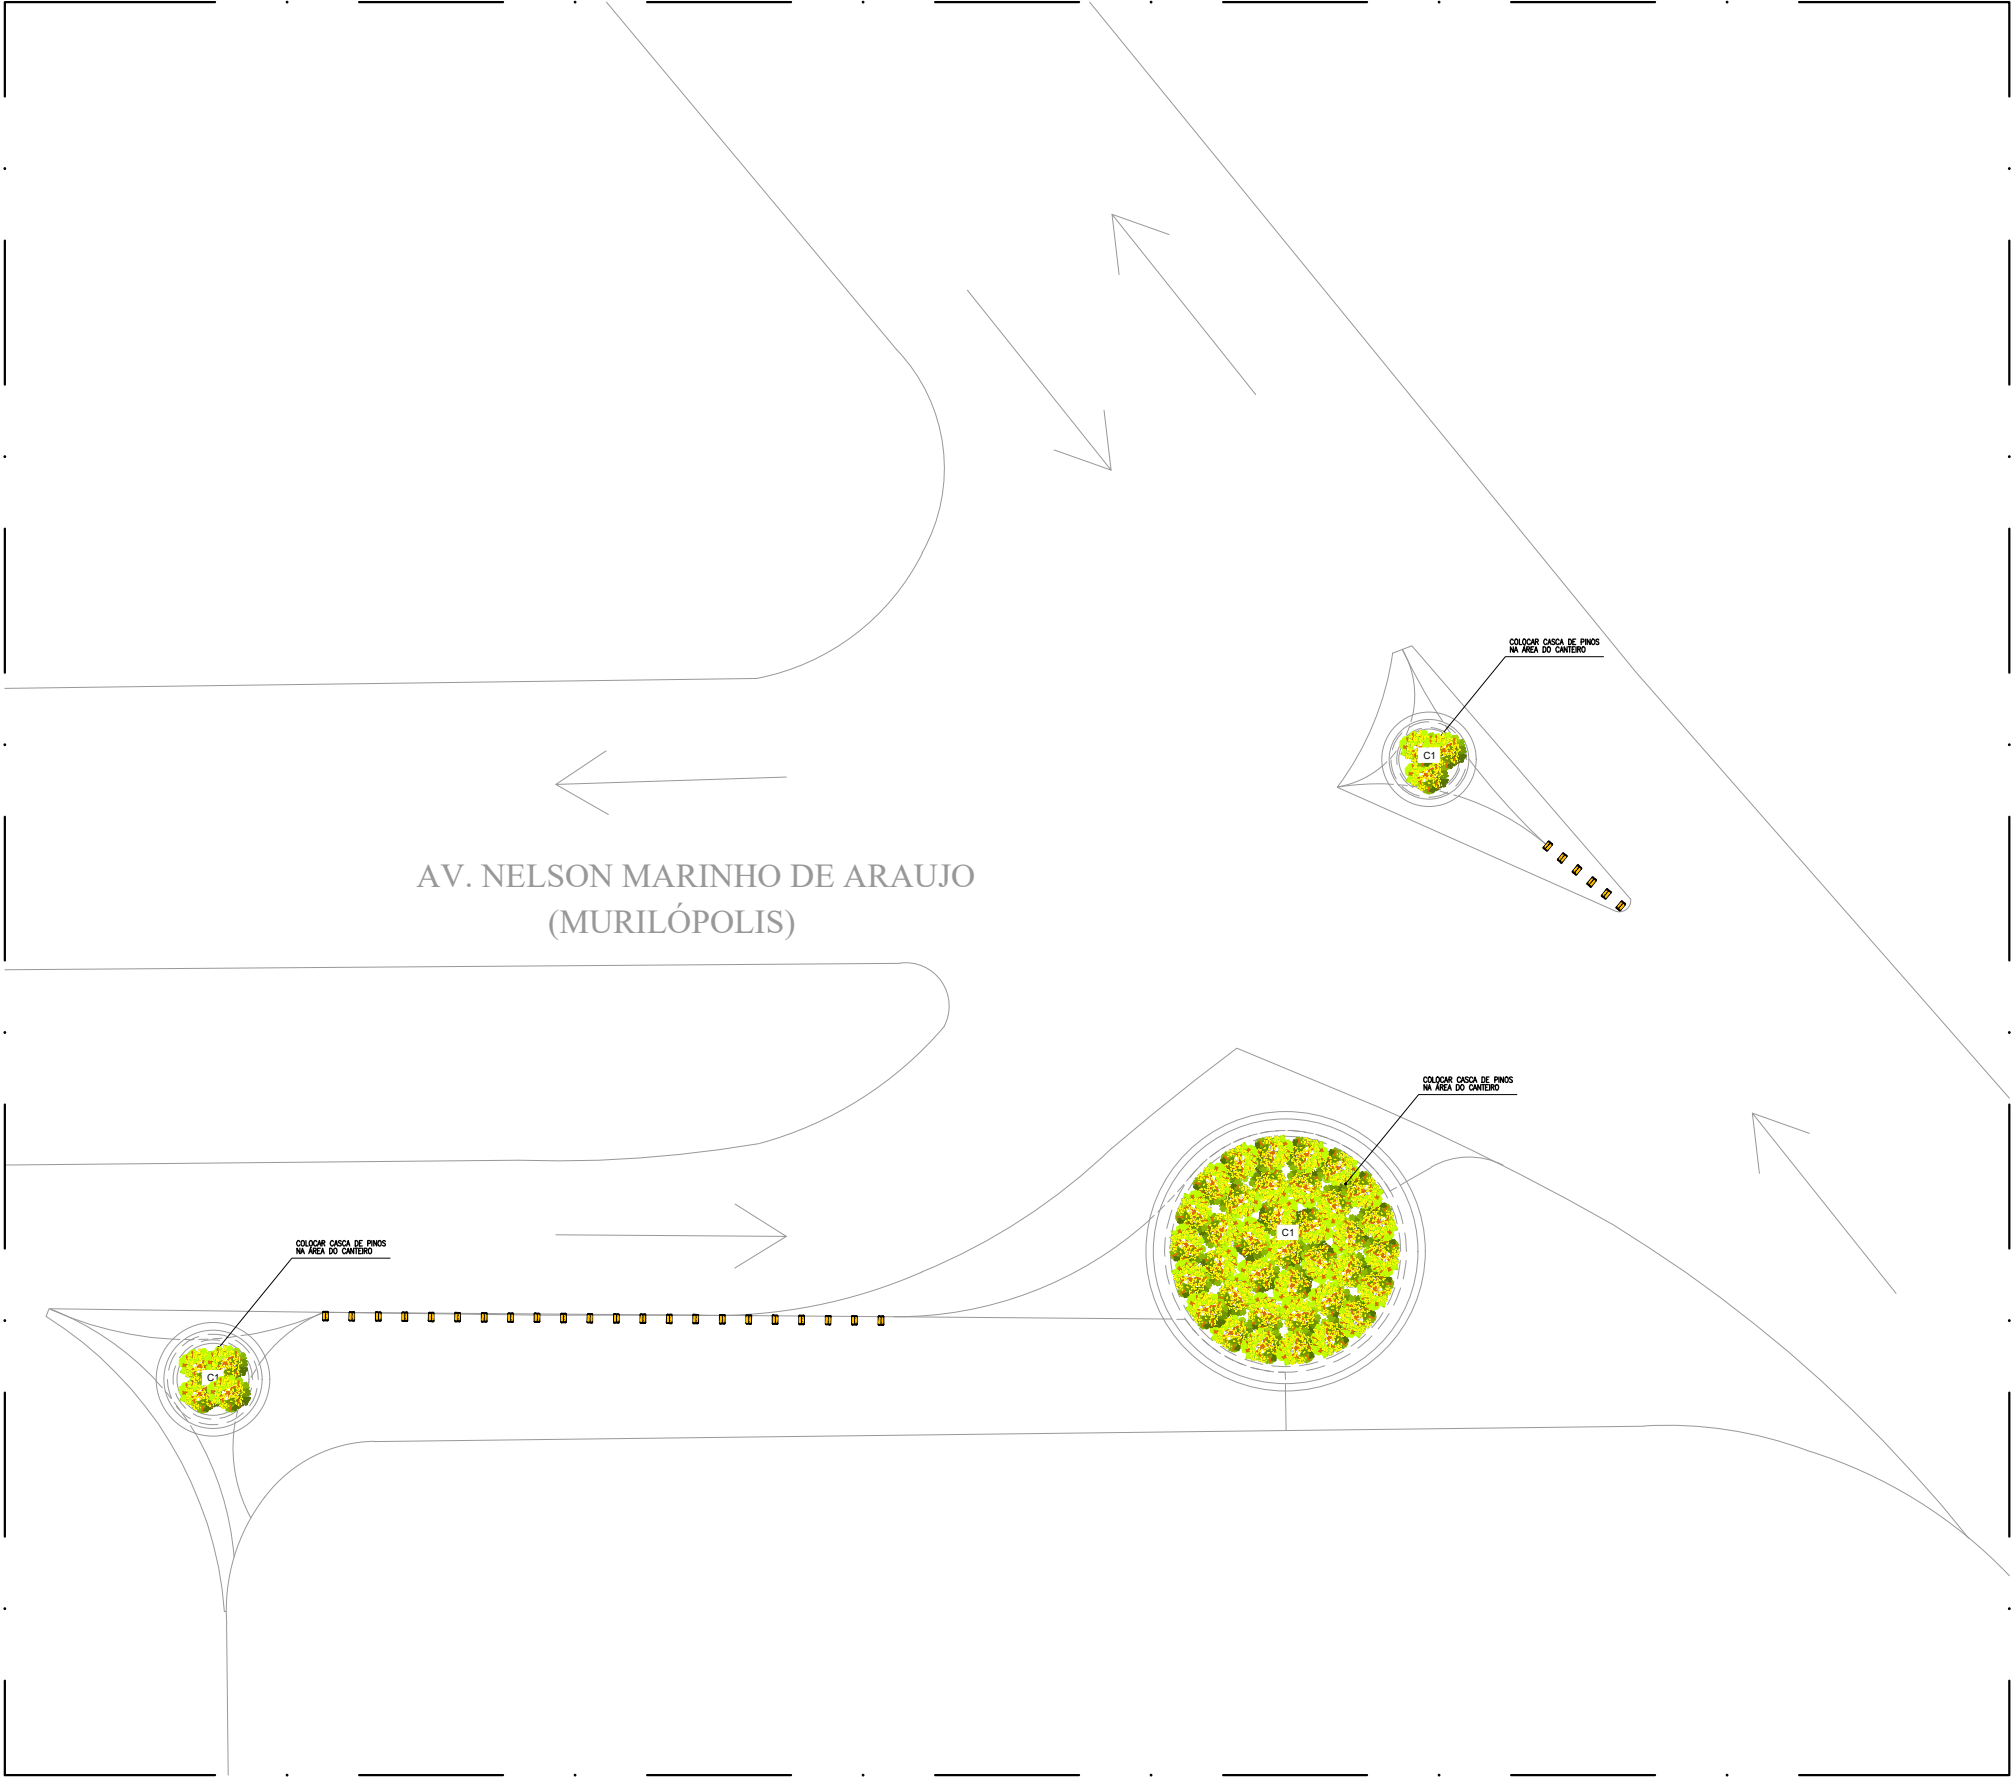 COLOCAR CASCA DE PINOS
NA ÁREA DO CANTEIRO
C1
AV. NELSON MARINHO DE ARAUJO
(MURILÓPOLIS)
COLOCAR CASCA DE PINOS
NA ÁREA DO CANTEIRO
C1
COLOCAR CASCA DE PINOS
NA ÁREA DO CANTEIRO
C1